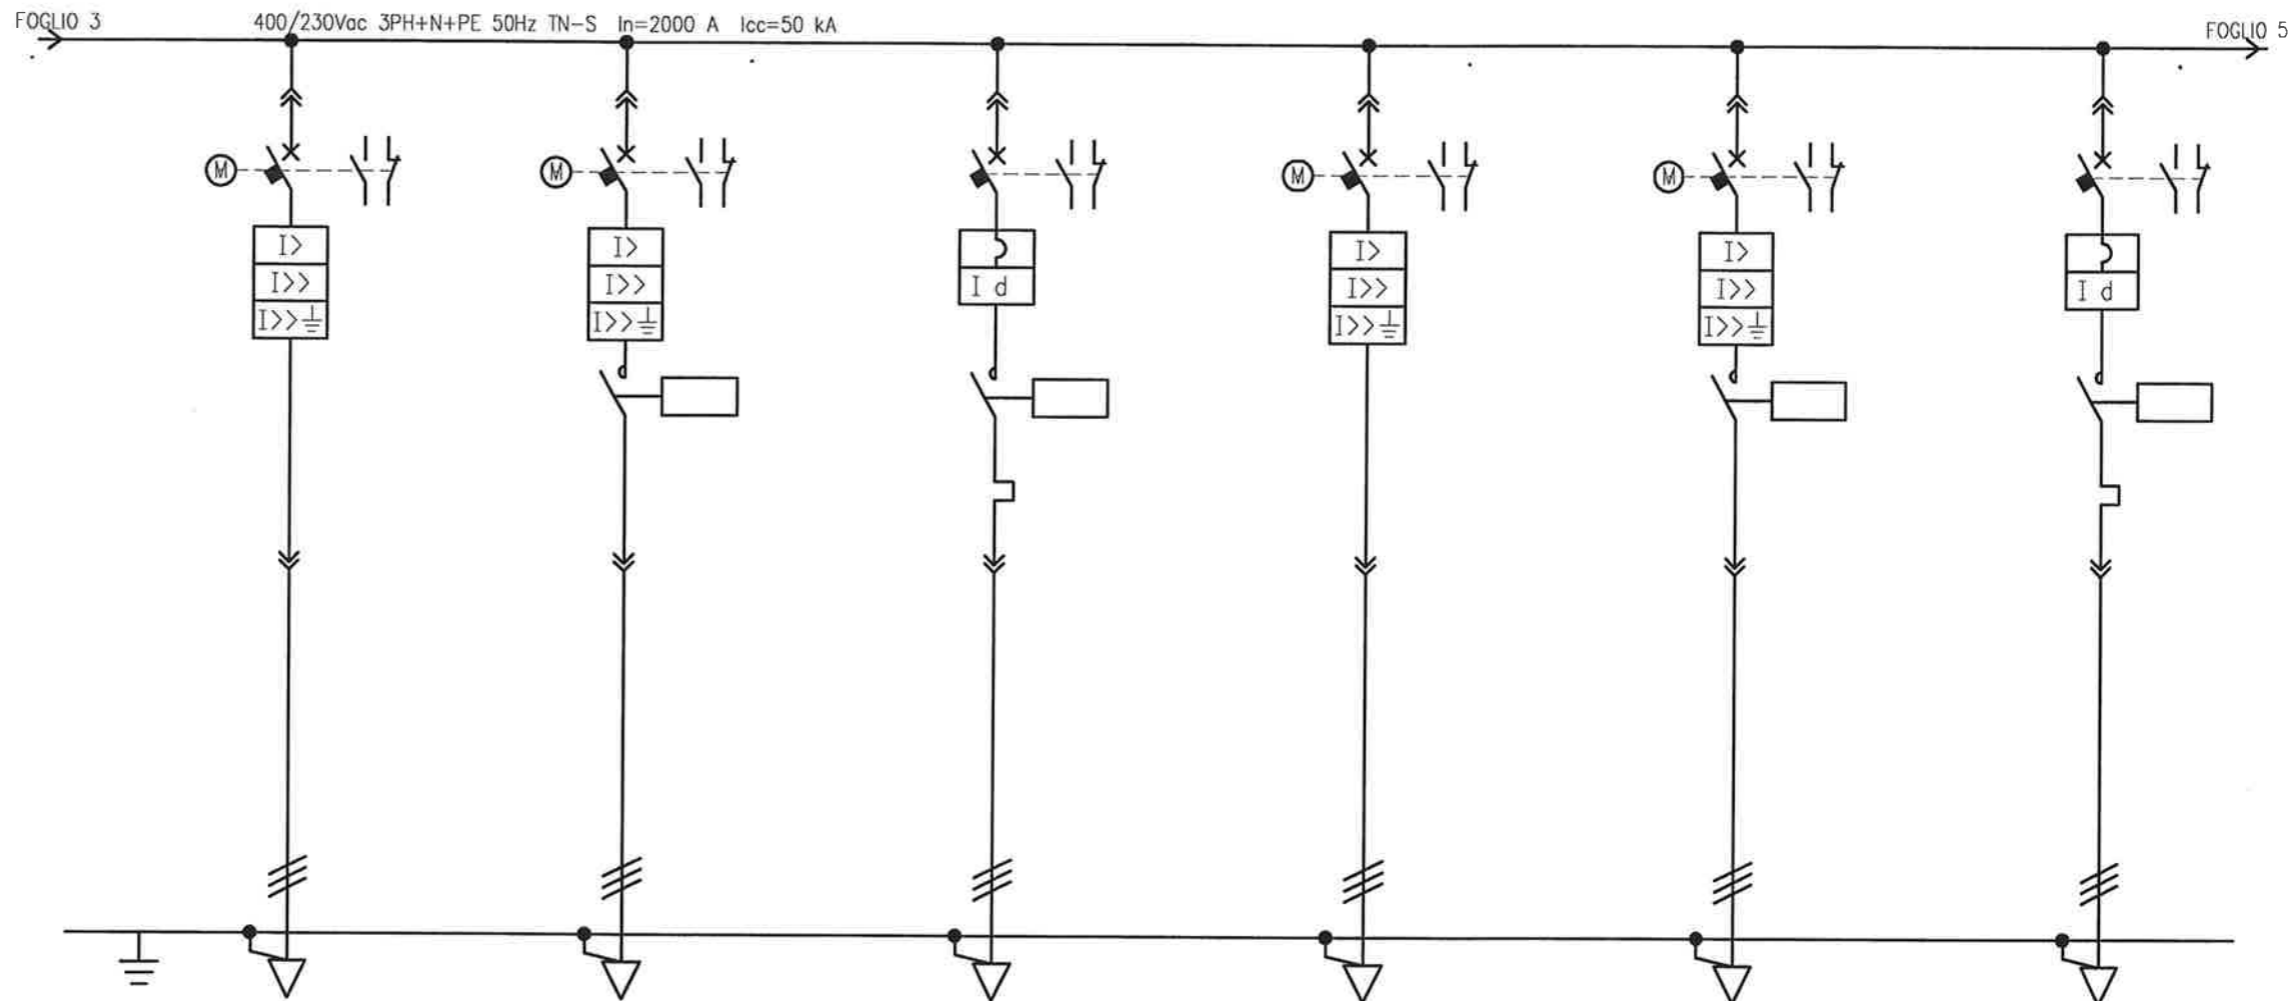 FOGLIO 3
400/230Vac 3PH+N+PE 50Hz TN-S In=2000 A Icc=50 kA
FOGLIO 5
M
M
M
M
I>
I>>
I>>
I>
I>>
I>>
I d
I>
I>>
I>>
I>
I>>
I>>
I d